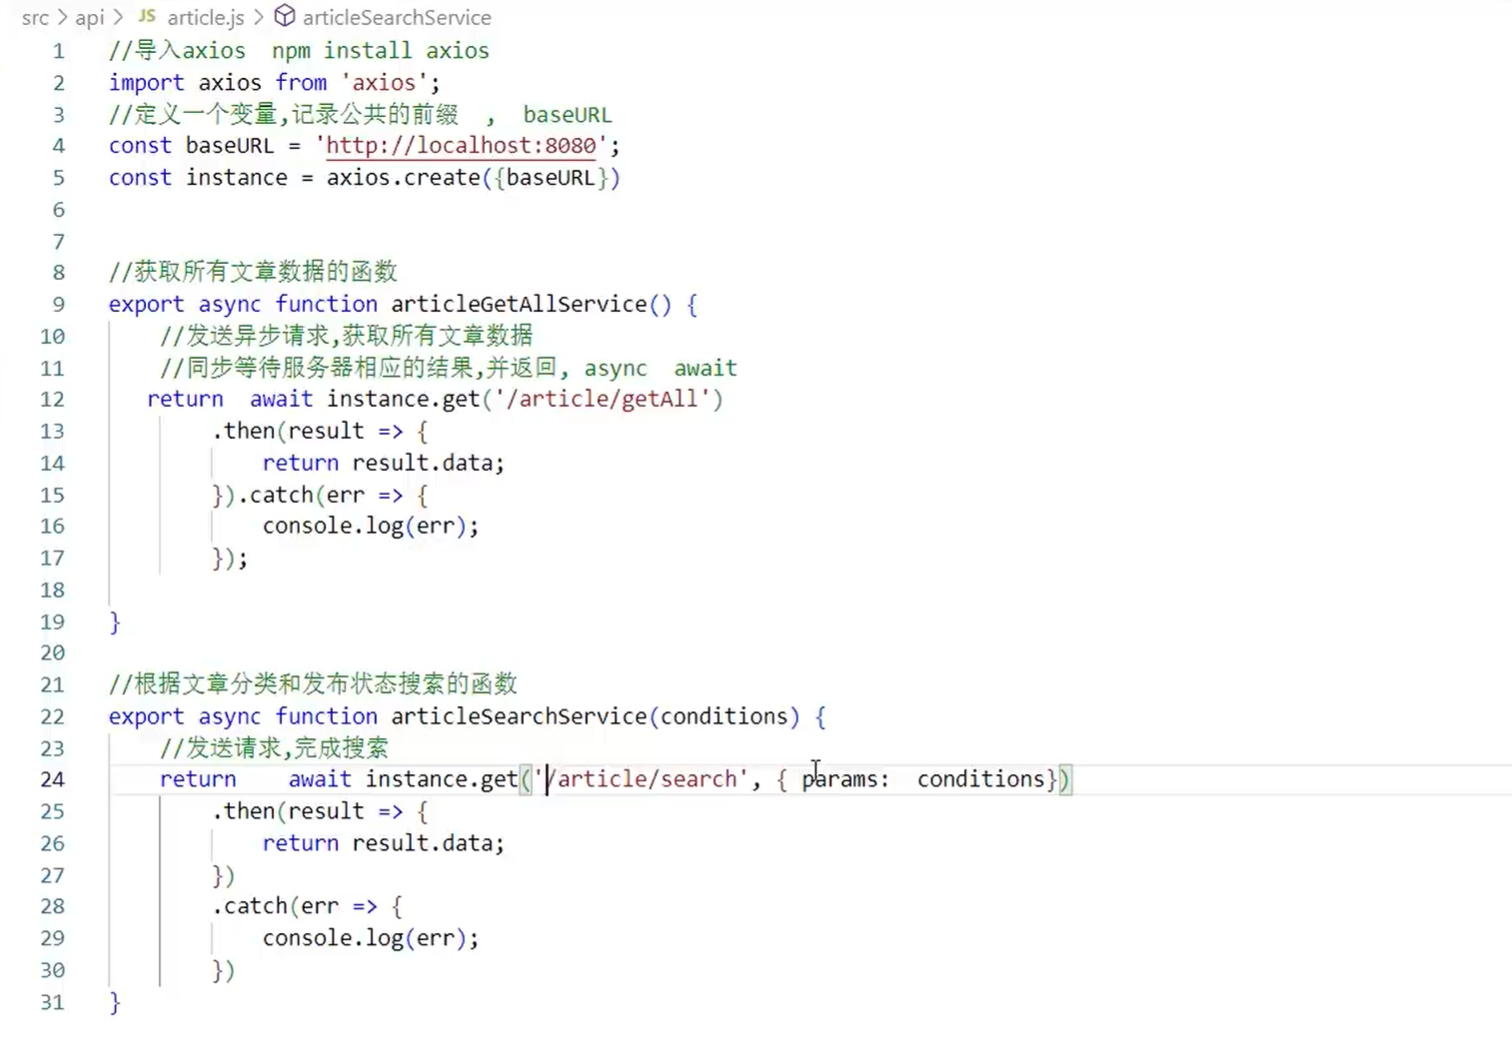 src > api > JS article.js > articleSearchService
1 //导入axios  npm install axios
2 import axios from 'axios';
3 //定义一个变量,记录公共的前缀  ,  baseURL
4 const baseURL = 'http://localhost:8080';
5 const instance = axios.create({baseURL})
6
7
8 //获取所有文章数据的函数
9 export async function articleGetAllService() {
10     //发送异步请求,获取所有文章数据
11     //同步等待服务器相应的结果,并返回, async  await
12    return  await instance.get('/article/getAll')
13         .then(result => {
14             return result.data;
15         }).catch(err => {
16             console.log(err);
17         });
18
19 }
20
21 //根据文章分类和发布状态搜索的函数
22 export async function articleSearchService(conditions) {
23     //发送请求,完成搜索
24     return    await instance.get('/article/search', { params:  conditions})
25         .then(result => {
26             return result.data;
27         })
28         .catch(err => {
29             console.log(err);
30         })
31 }